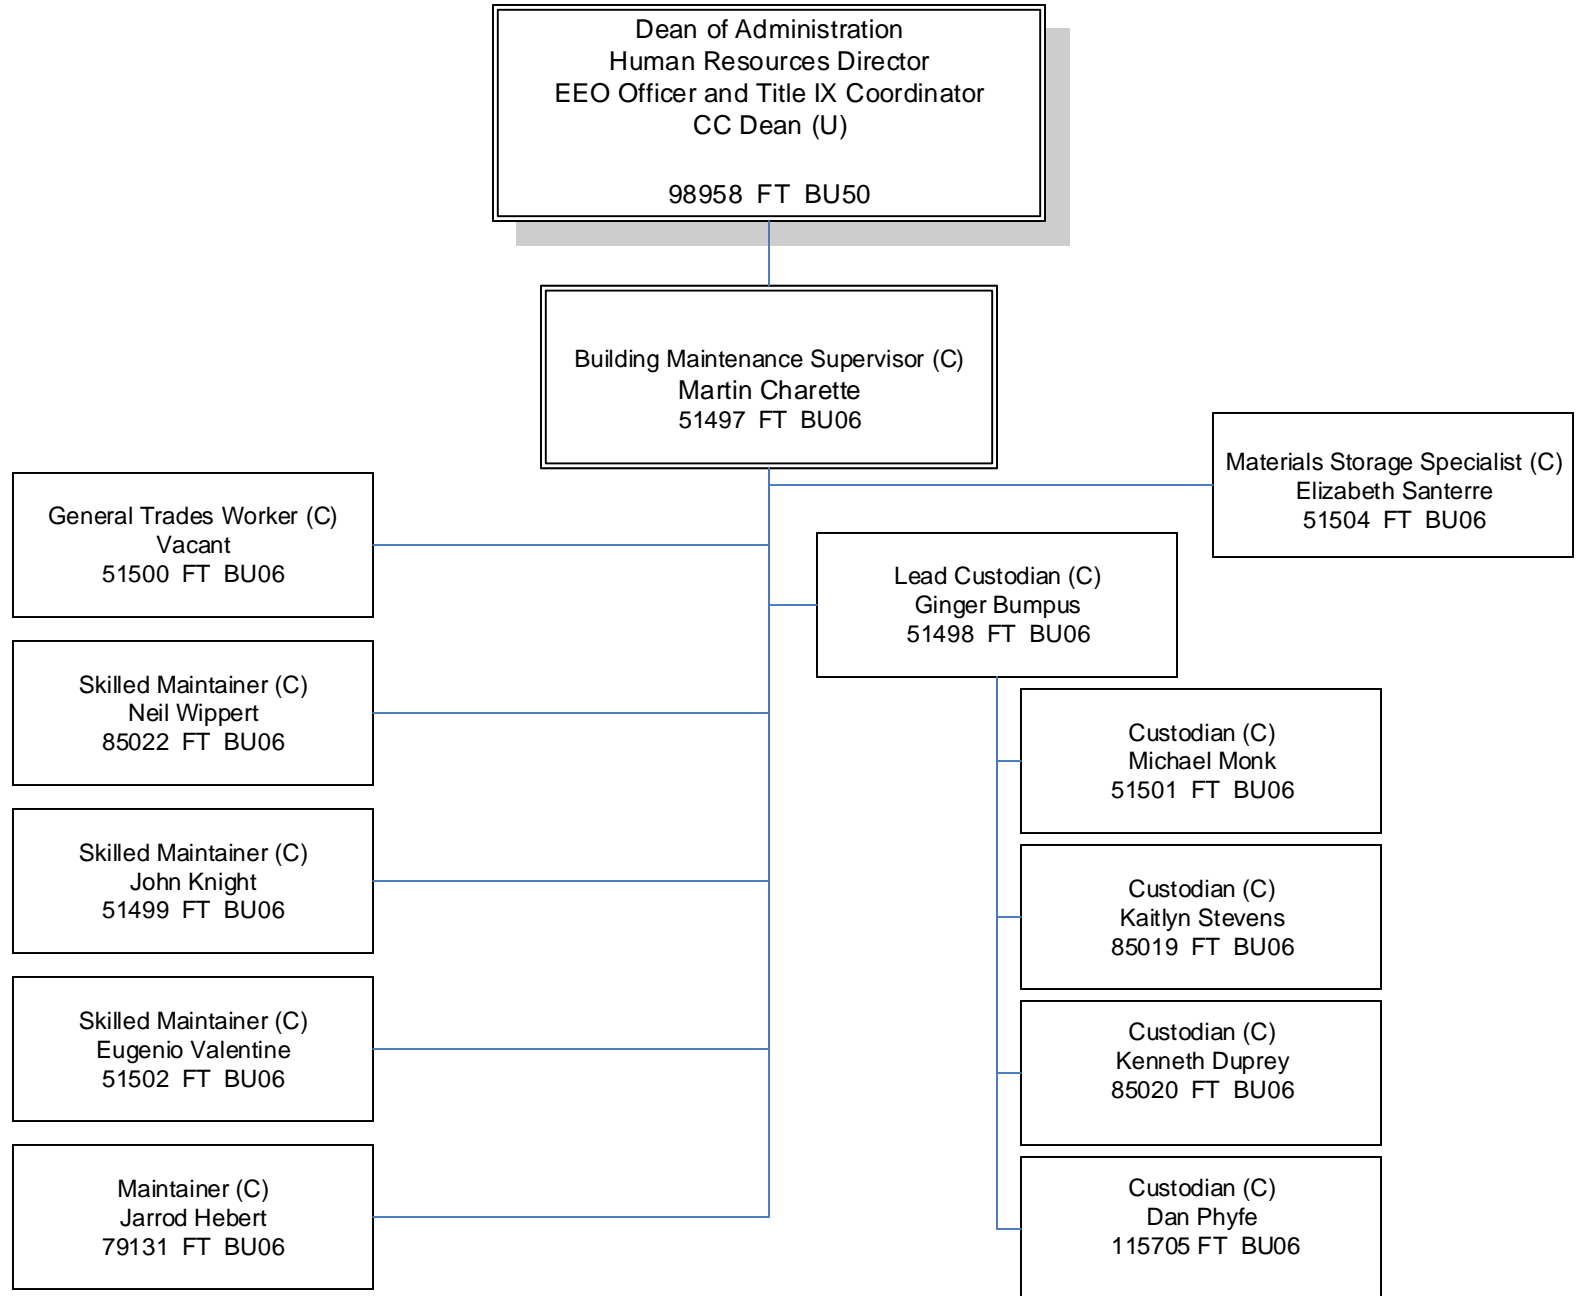 Dean of Administration
Human Resources Director
EEO Officer and Title IX Coordinator
CC Dean (U)
98958 FT BU50
Building Maintenance Supervisor (C)
Martin Charette
51497 FT BU06
Materials Storage Specialist (C)
Elizabeth Santerre
51504 FT BU06
General Trades Worker (C)
Vacant
51500 FT BU06
Lead Custodian (C)
Ginger Bumpus
51498 FT BU06
Skilled Maintainer (C)
Neil Wippert
85022 FT BU06
Skilled Maintainer (C)
John Knight
51499 FT BU06
Skilled Maintainer (C)
Eugenio Valentine
51502 FT BU06
Maintainer (C)
Jarrod Hebert
79131 FT BU06
Custodian (C)
Michael Monk
51501 FT BU06
Custodian (C)
Kaitlyn Stevens
85019 FT BU06
Custodian (C)
Kenneth Duprey
85020 FT BU06
Custodian (C)
Dan Phyfe
115705 FT BU06